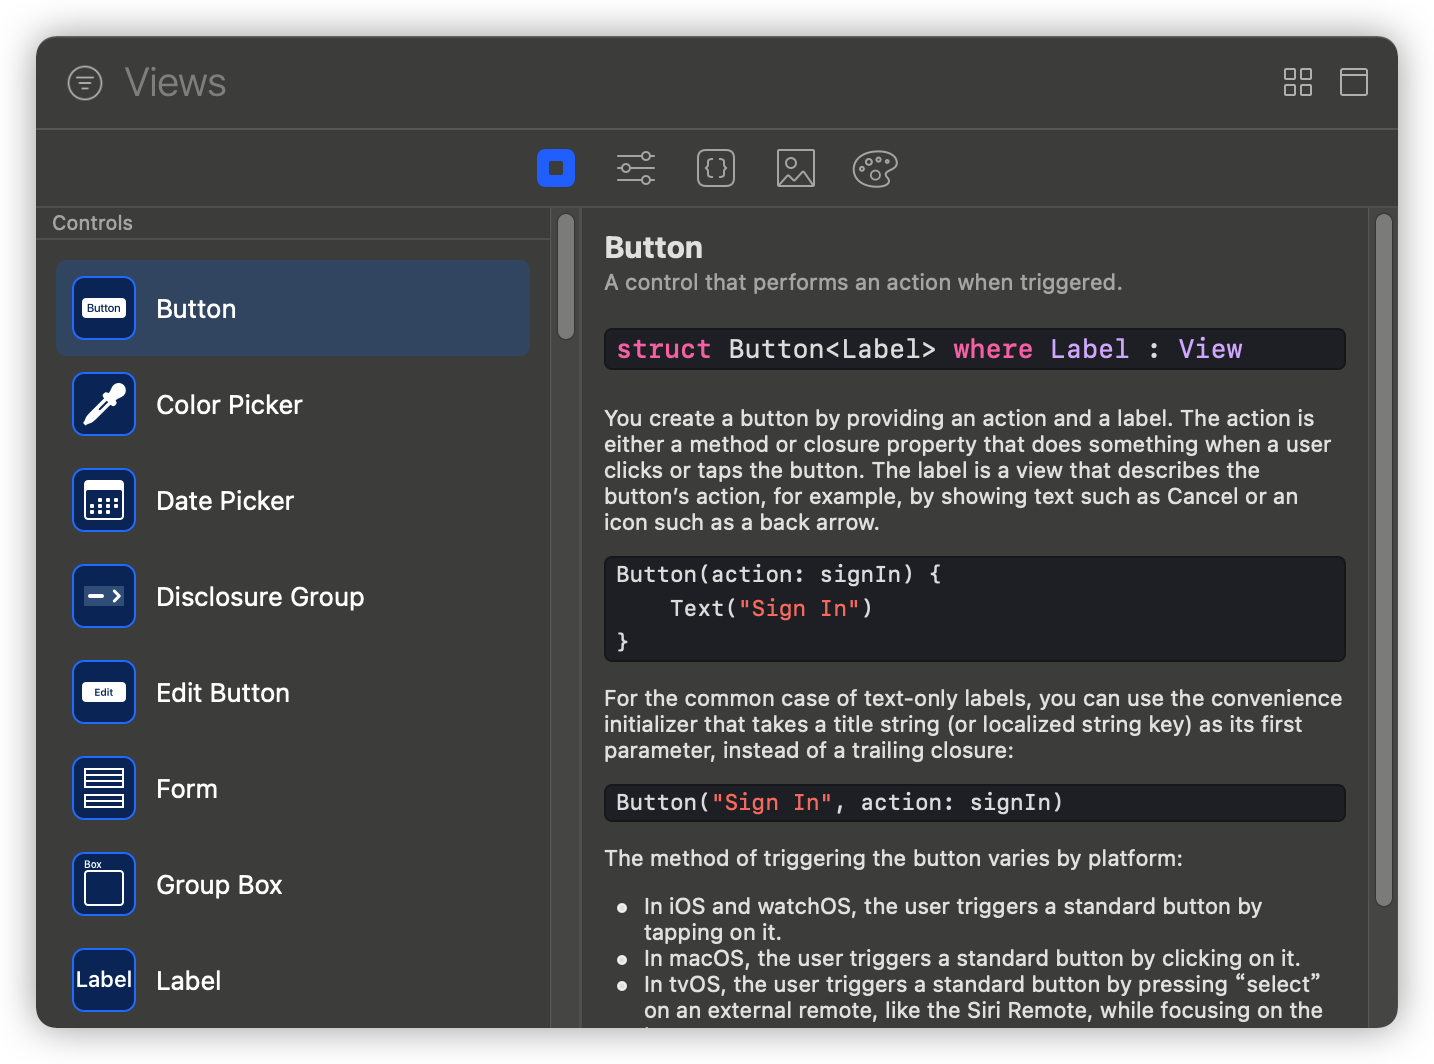 Views
Controls
Button
Button
Color Picker
Date Picker
Disclosure Group
Edit
Edit Button
Form
Box
Group Box
Label
Label
Button
A control that performs an action when triggered.
struct Button<Label> where Label : View
You create a button by providing an action and a label. The action is
either a method or closure property that does something when a user
clicks or taps the button. The label is a view that describes the
button’s action, for example, by showing text such as Cancel or an
icon such as a back arrow.
Button(action: signIn) {
    Text("Sign In")
}
For the common case of text-only labels, you can use the convenience
initializer that takes a title string (or localized string key) as its first
parameter, instead of a trailing closure:
Button("Sign In", action: signIn)
The method of triggering the button varies by platform:
• In iOS and watchOS, the user triggers a standard button by
tapping on it.
• In macOS, the user triggers a standard button by clicking on it.
• In tvOS, the user triggers a standard button by pressing “select”
on an external remote, like the Siri Remote, while focusing on the